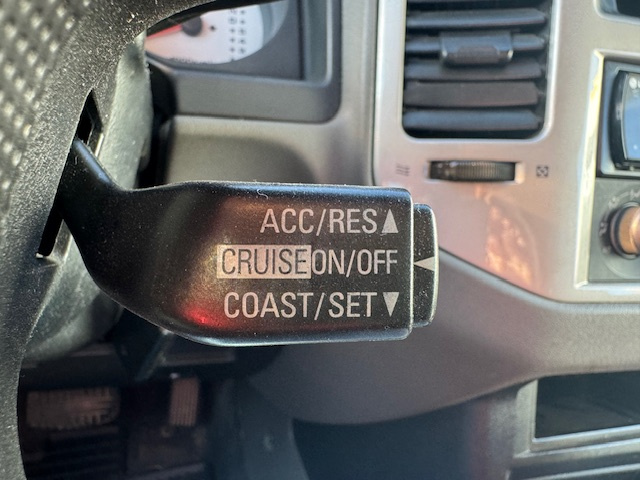 ACC/RES▲
CRUISE ON/OFF ◄
COAST/SET▼